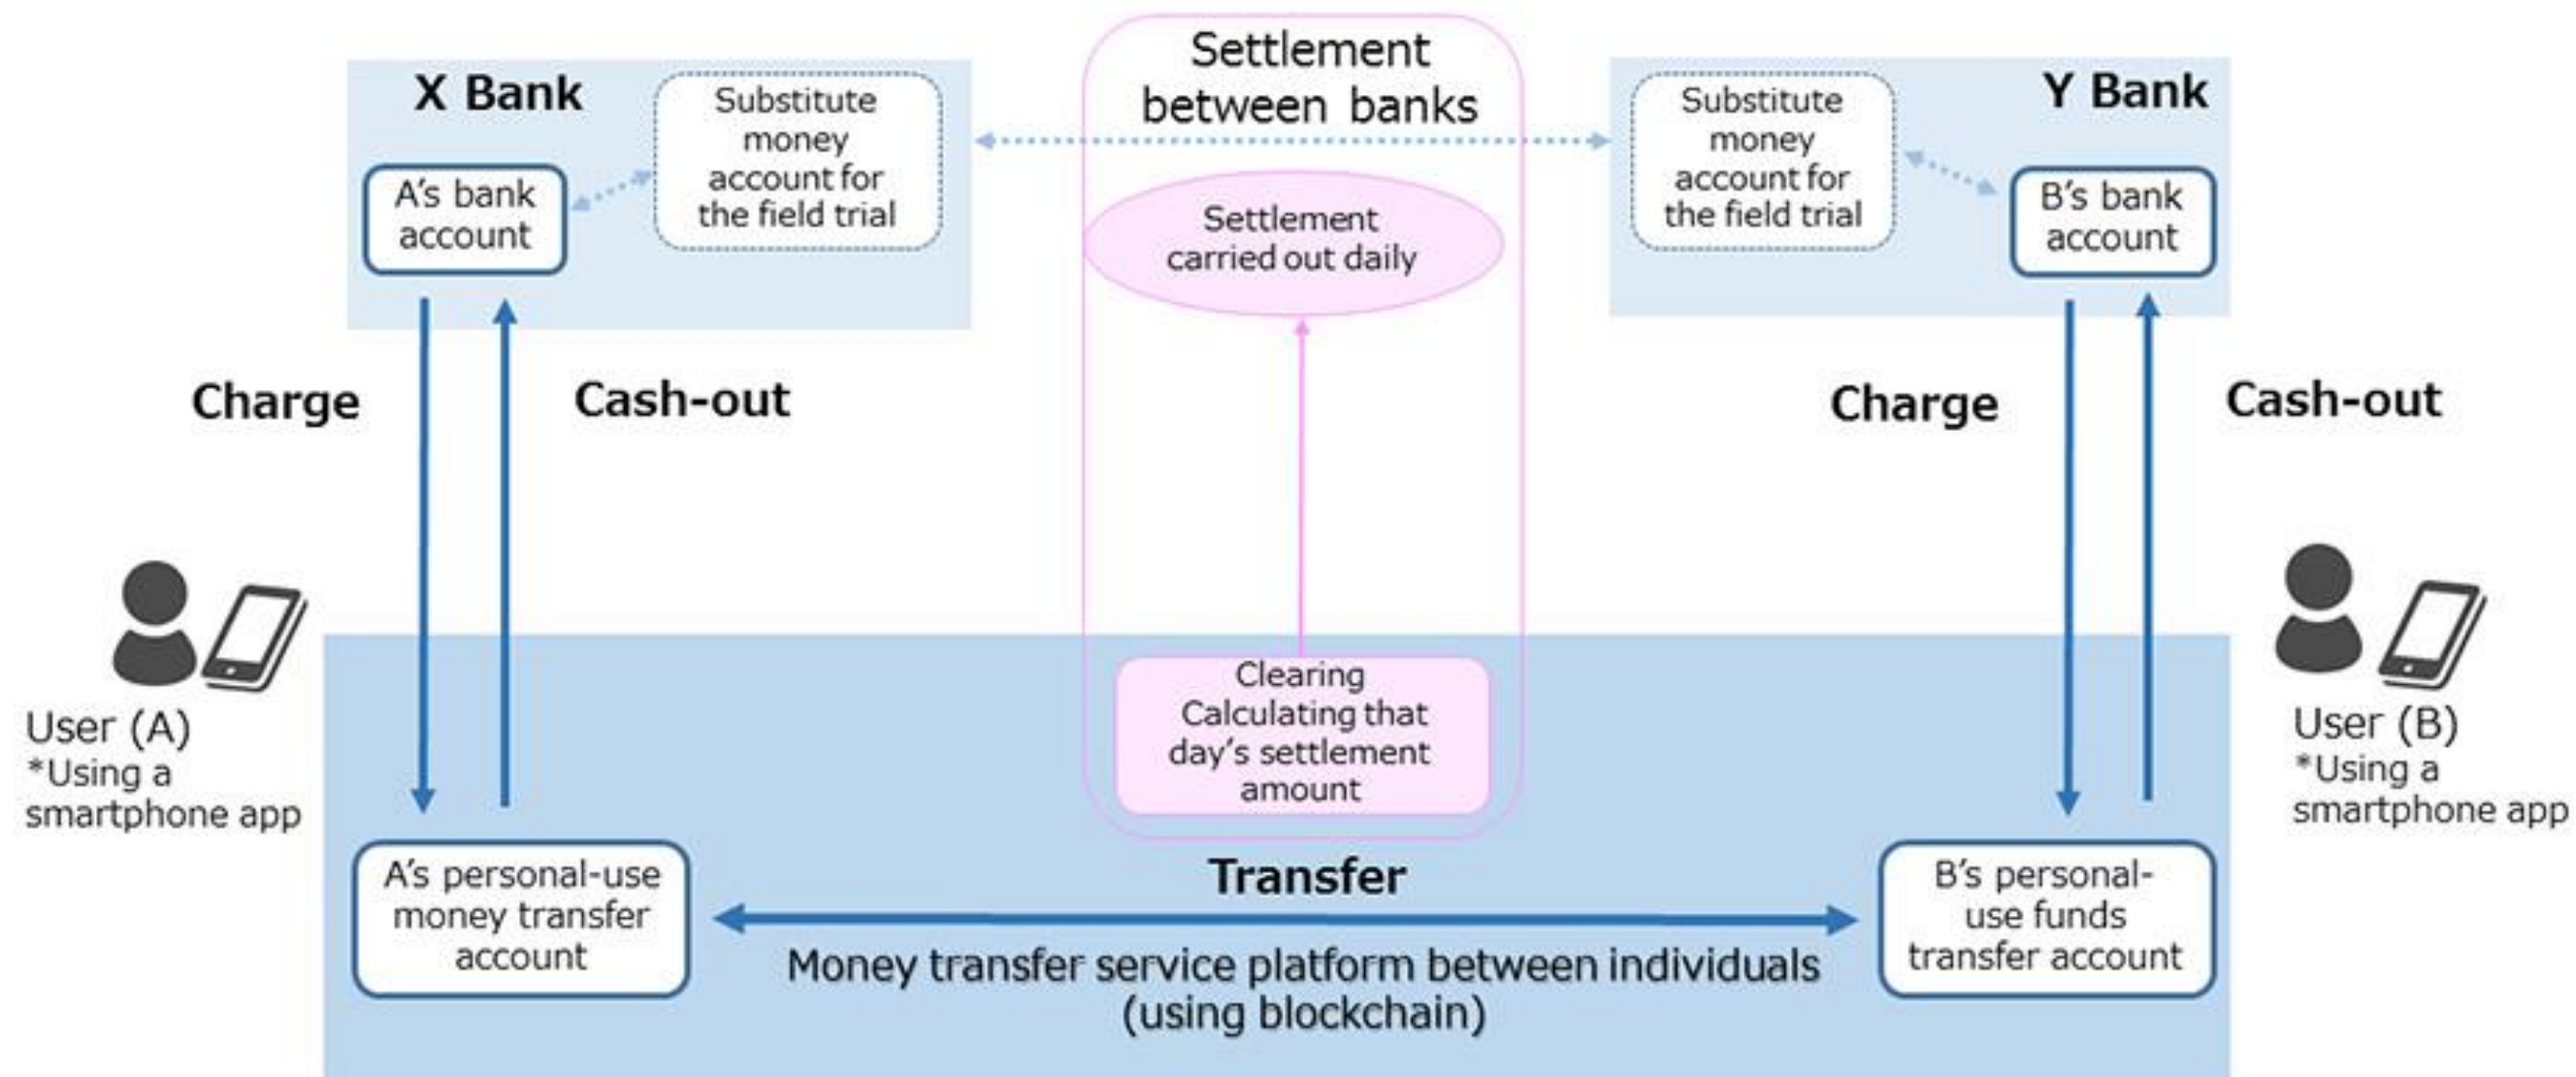 X Bank
Substitute
money
account for
the field trial
A's bank
account
Settlement
between banks
Settlement
carried out daily
Substitute
money
account for
the field trial
Y Bank
B's bank
account
Charge
Cash-out
Charge
Cash-out
User (A)
*Using a
smartphone app
Clearing
Calculating that
day's settlement
amount
User (B)
*Using a
smartphone app
A's personal-use
money transfer
account
Transfer
Money transfer service platform between individuals
(using blockchain)
B's personal-
use funds
transfer account